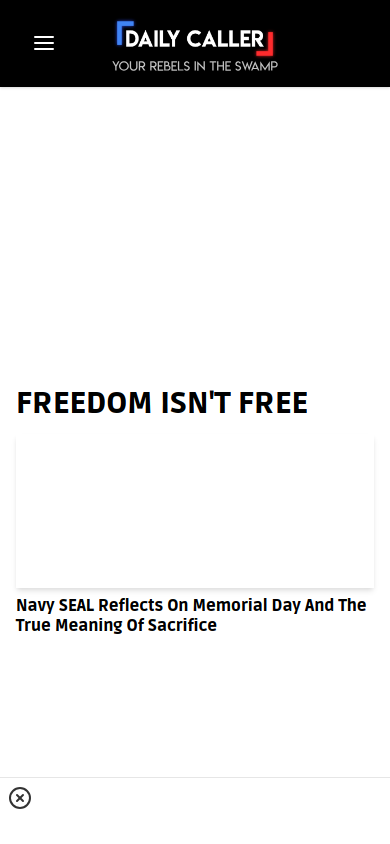 DAILY CALLER
YOUR REBELS IN THE SWAMP
FREEDOM ISN'T FREE
Navy SEAL Reflects On Memorial Day And The
True Meaning Of Sacrifice